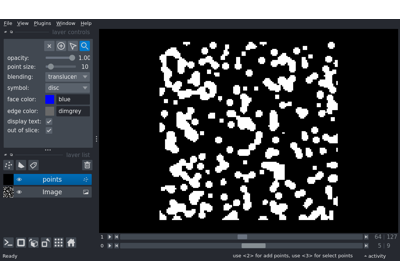 File View Plugins Window Help
layer controls
opacity: 1.00
point size: 10
blending: translucen
symbol: disc
face color: blue
edge color: dimgrey
display text:
out of slice:
layer list
points
Image
1 64 127
0 5 9
Ready use <2> for add points, use <3> for select points activity